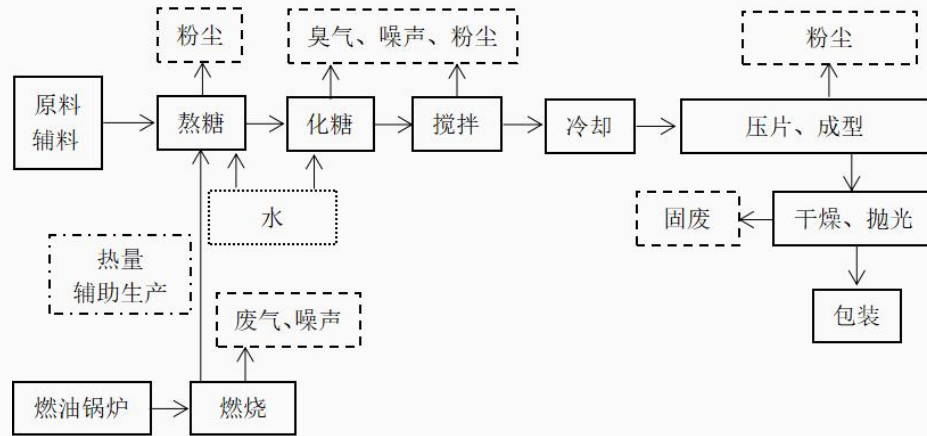 粉尘
臭气、噪声、粉尘
粉尘
原料
辅料
熬糖
化糖
搅拌
冷却
压片、成型
水
固废
干燥、抛光
热量
辅助生产
废气、噪声
包装
燃油锅炉
燃烧